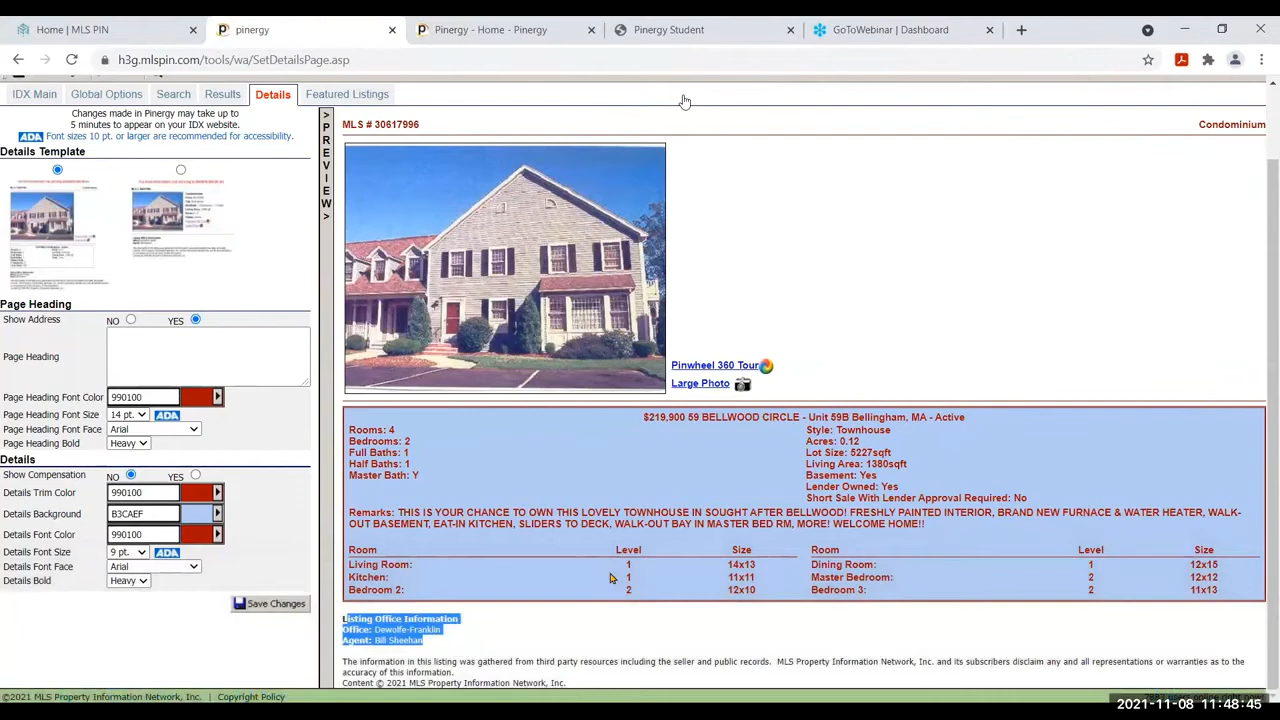 Home | MLS PIN
pinergy
Pinergy - Home - Pinergy
Pinergy Student
GoToWebinar | Dashboard
h3g.mlspin.com/tools/wa/SetDetailsPage.asp
IDX Main
Global Options
Search
Results
Details
Featured Listings
Changes made in Pinergy may take up to
5 minutes to appear on your IDX website.
ADA Font sizes 10 pt. or larger are recommended for accessibility.
Details Template
Page Heading
Show Address NO YES
Page Heading
Page Heading Font Color 990100
Page Heading Font Size 14 pt. ADA
Page Heading Font Face Arial
Page Heading Bold Heavy
Details
Show Compensation NO YES
Details Trim Color 990100
Details Background B3CAEF
Details Font Color 990100
Details Font Size 9 pt. ADA
Details Font Face Arial
Details Bold Heavy
Save Changes
> PREVIEW >
MLS # 30617996 Condominium
Pinwheel 360 Tour
Large Photo
$219,900 59 BELLWOOD CIRCLE - Unit 59B Bellingham, MA - Active
Rooms: 4
Bedrooms: 2
Full Baths: 1
Half Baths: 1
Master Bath: Y
Style: Townhouse
Acres: 0.12
Lot Size: 5227sqft
Living Area: 1380sqft
Basement: Yes
Lender Owned: Yes
Short Sale With Lender Approval Required: No
Remarks: THIS IS YOUR CHANCE TO OWN THIS LOVELY TOWNHOUSE IN SOUGHT AFTER BELLWOOD! FRESHLY PAINTED INTERIOR, BRAND NEW FURNACE & WATER HEATER, WALK-
OUT BASEMENT, EAT-IN KITCHEN, SLIDERS TO DECK, WALK-OUT BAY IN MASTER BED RM, MORE! WELCOME HOME!!
Room Level Size Room Level Size
Living Room: 1 14x13 Dining Room: 1 12x15
Kitchen: 1 11x11 Master Bedroom: 2 12x12
Bedroom 2: 2 12x10 Bedroom 3: 2 11x13
Listing Office Information
Office: Dewolfe-Franklin
Agent: Bill Sheehan
The information in this listing was gathered from third party resources including the seller and public records. MLS Property Information Network, Inc. and its subscribers disclaim any and all representations or warranties as to the
accuracy of this information.
Content © 2021 MLS Property Information Network, Inc.
©2021 MLS Property Information Network, Inc. | Copyright Policy
2021-11-08 11:48:45